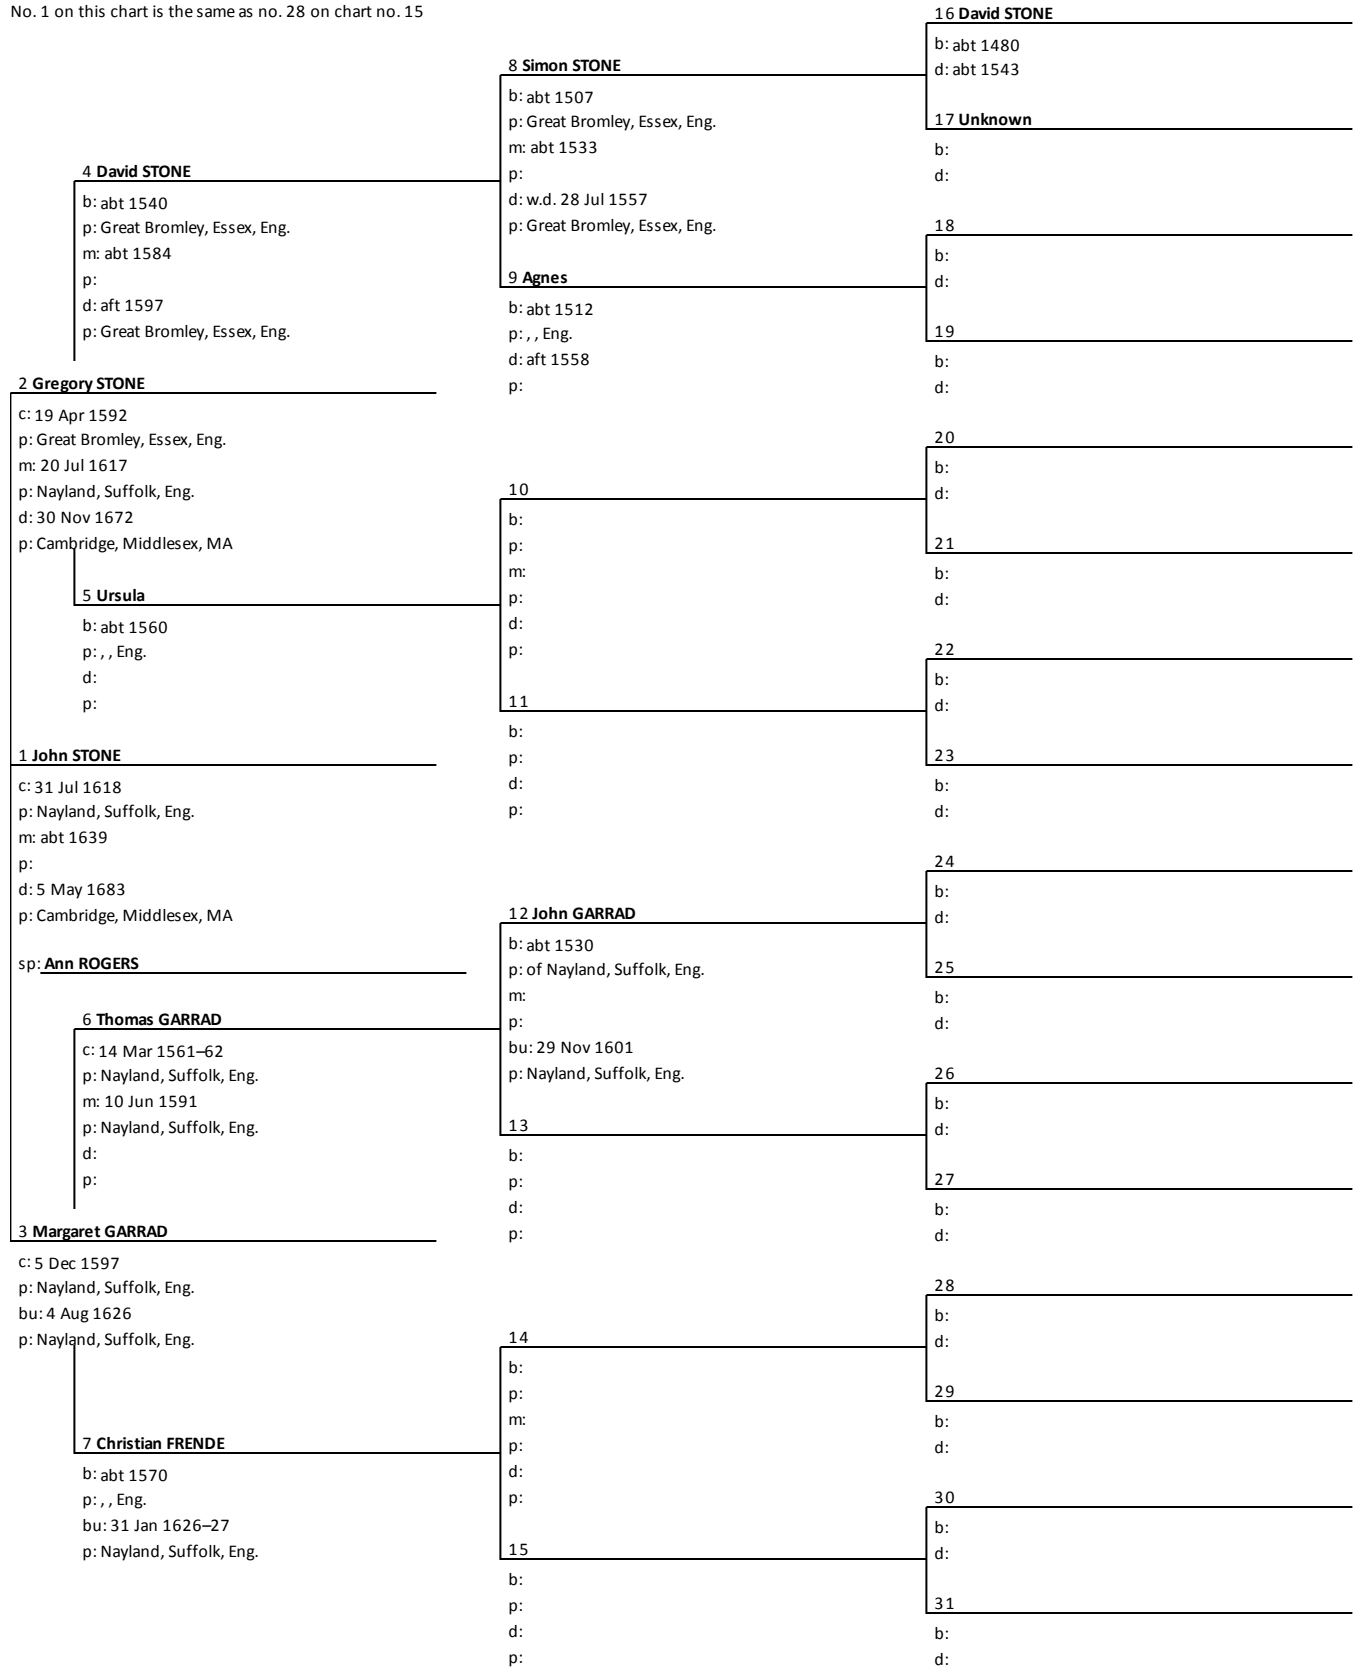 No. 1 on this chart is the same as no. 28 on chart no. 15
16 David STONE
b: abt 1480
d: abt 1543
8 Simon STONE
b: abt 1507
p: Great Bromley, Essex, Eng.
m: abt 1533
p:
d: w.d. 28 Jul 1557
p: Great Bromley, Essex, Eng.
17 Unknown
b:
d:
4 David STONE
b: abt 1540
p: Great Bromley, Essex, Eng.
m: abt 1584
p:
d: aft 1597
p: Great Bromley, Essex, Eng.
18
b:
d:
9 Agnes
b: abt 1512
p: , , Eng.
d: aft 1558
p:
19
b:
d:
2 Gregory STONE
c: 19 Apr 1592
p: Great Bromley, Essex, Eng.
m: 20 Jul 1617
p: Nayland, Suffolk, Eng.
d: 30 Nov 1672
p: Cambridge, Middlesex, MA
20
b:
d:
10
b:
p:
m:
p:
d:
p:
21
b:
d:
5 Ursula
b: abt 1560
p: , , Eng.
d:
p:
22
b:
d:
11
b:
p:
d:
p:
23
b:
d:
1 John STONE
c: 31 Jul 1618
p: Nayland, Suffolk, Eng.
m: abt 1639
p:
d: 5 May 1683
p: Cambridge, Middlesex, MA
sp: Ann ROGERS
24
b:
d:
12 John GARRAD
b: abt 1530
p: of Nayland, Suffolk, Eng.
m:
p:
bu: 29 Nov 1601
p: Nayland, Suffolk, Eng.
25
b:
d:
6 Thomas GARRAD
c: 14 Mar 1561–62
p: Nayland, Suffolk, Eng.
m: 10 Jun 1591
p: Nayland, Suffolk, Eng.
d:
p:
26
b:
d:
13
b:
p:
d:
p:
27
b:
d:
3 Margaret GARRAD
c: 5 Dec 1597
p: Nayland, Suffolk, Eng.
bu: 4 Aug 1626
p: Nayland, Suffolk, Eng.
28
b:
d:
14
b:
p:
m:
p:
d:
p:
29
b:
d:
7 Christian FRENDE
b: abt 1570
p: , , Eng.
bu: 31 Jan 1626–27
p: Nayland, Suffolk, Eng.
30
b:
d:
15
b:
p:
d:
p:
31
b:
d: